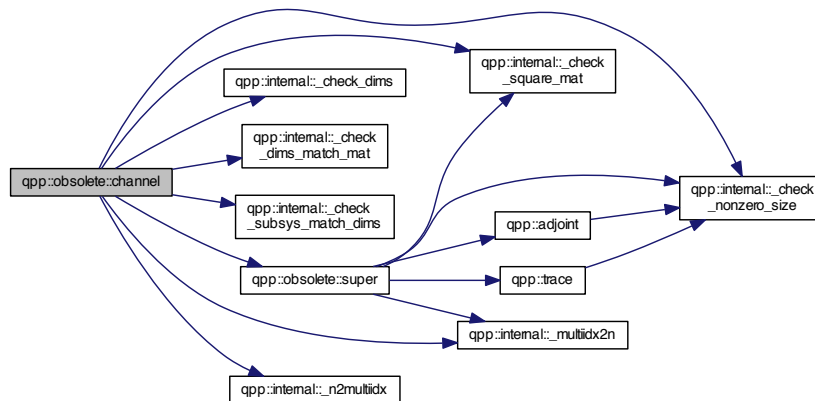 qpp::internal::_check
_square_mat
qpp::internal::_check_dims
qpp::internal::_check
_dims_match_mat
qpp::obsolete::channel
qpp::internal::_check
_nonzero_size
qpp::internal::_check
_subsys_match_dims
qpp::adjoint
qpp::obsolete::super
qpp::trace
qpp::internal::_multiidx2n
qpp::internal::_n2multiidx